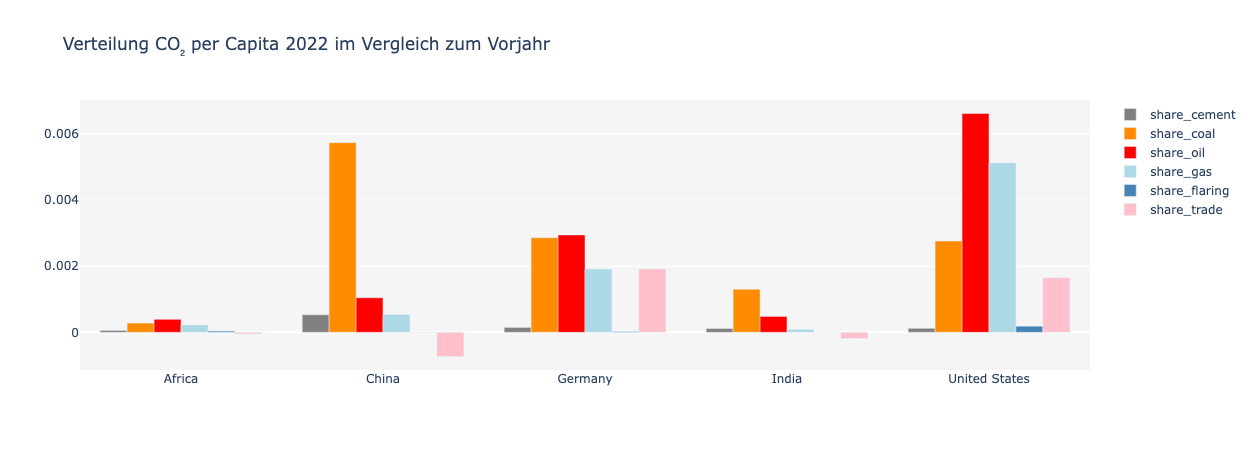 Verteilung CO₂ per Capita 2022 im Vergleich zum Vorjahr
0.006
0.004
0.002
0
Africa China Germany India United States
share_cement
share_coal
share_oil
share_gas
share_flaring
share_trade